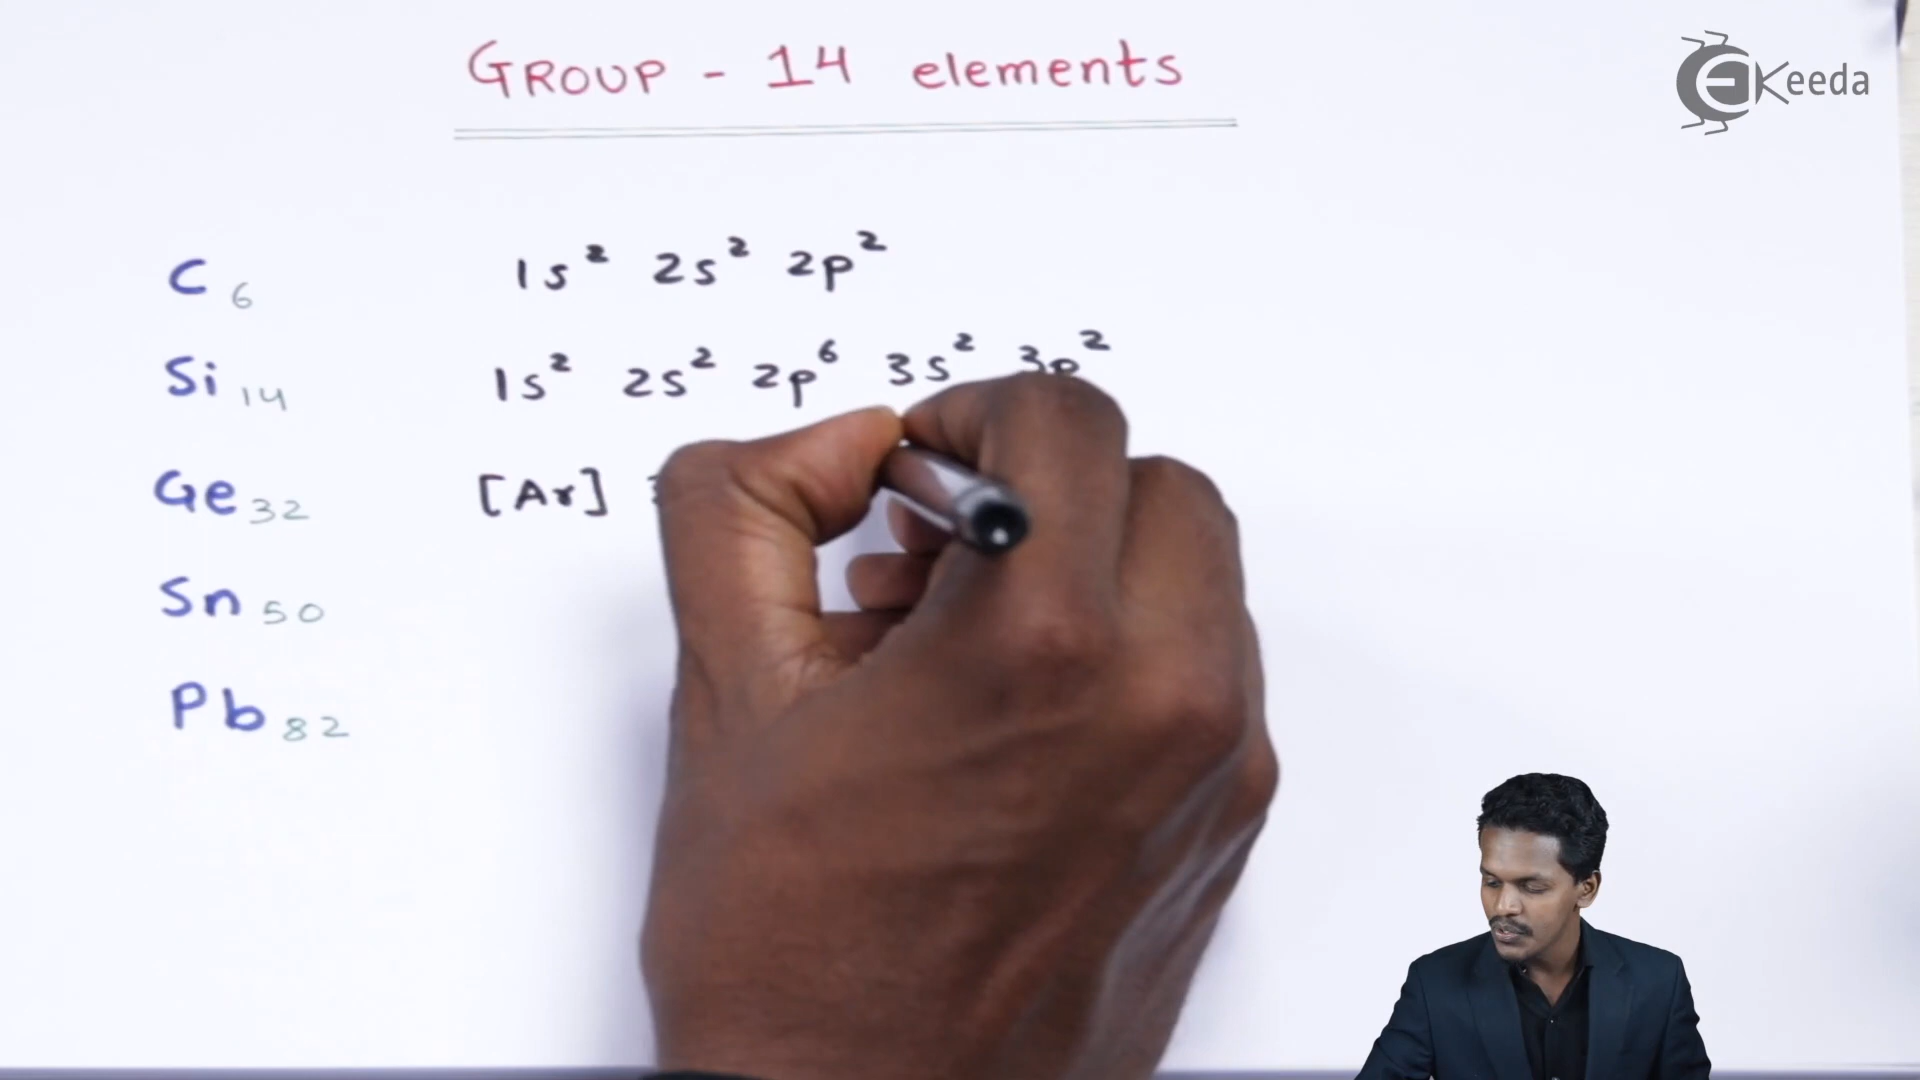 GROUP - 14 elements
EKeeda
C 6 1s² 2s² 2p²
Si 14 1s² 2s² 2p⁶ 3s² 3p²
Ge 32 [Ar]
Sn 50
Pb 82